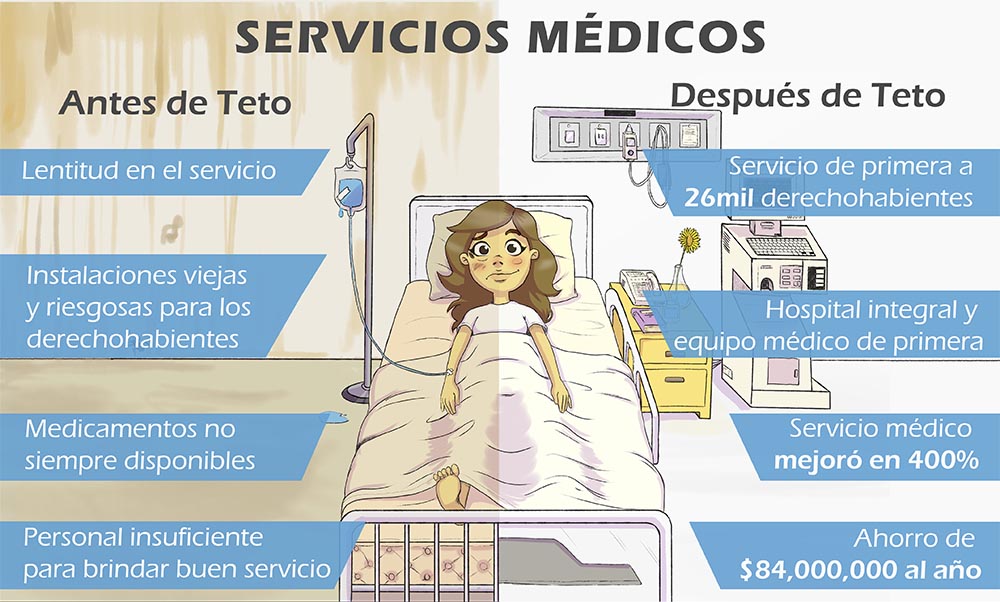 SERVICIOS MÉDICOS
Antes de Teto
Lentitud en el servicio
Instalaciones viejas
y riesgosas para los
derechohabientes
Medicamentos no
siempre disponibles
Personal insuficiente
para brindar buen servicio
Después de Teto
Servicio de primera a
26mil derechohabientes
Hospital integral y
equipo médico de primera
Servicio médico
mejoró en 400%
Ahorro de
$84,000,000 al año